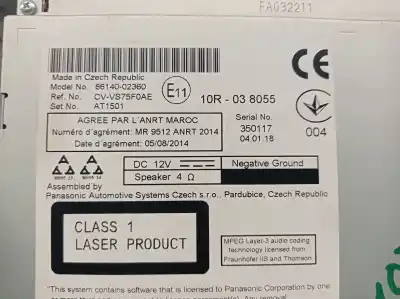 FA032211
Made in Czech Republic
Model No. 86140-02360
Ref. No. CV-VS75F0AE
Set No. AT1501
E11
10R - 03 8055
CE
AGREE PAR L'ANRT MAROC
Numéro d'agrément: MR 9512 ANRT 2014
Date d'agrément: 05/08/2014
Serial No.
350117
04.01.18
004
DC 12V
Negative Ground
Speaker 4 Ω
Assembled by
Panasonic Automotive Systems Czech s.r.o., Pardubice, Czech Republic
CLASS 1
LASER PRODUCT
MPEG Layer-3 audio coding
technology licensed from
Fraunhofer IIS and Thomson
"This system contains software that is licensed to Panasonic Corporation by one